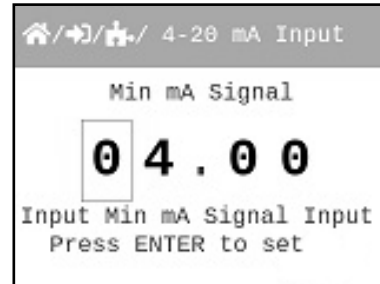 / / / 4-20 mA Input
Min mA Signal
04.00
Input Min mA Signal Input
Press ENTER to set